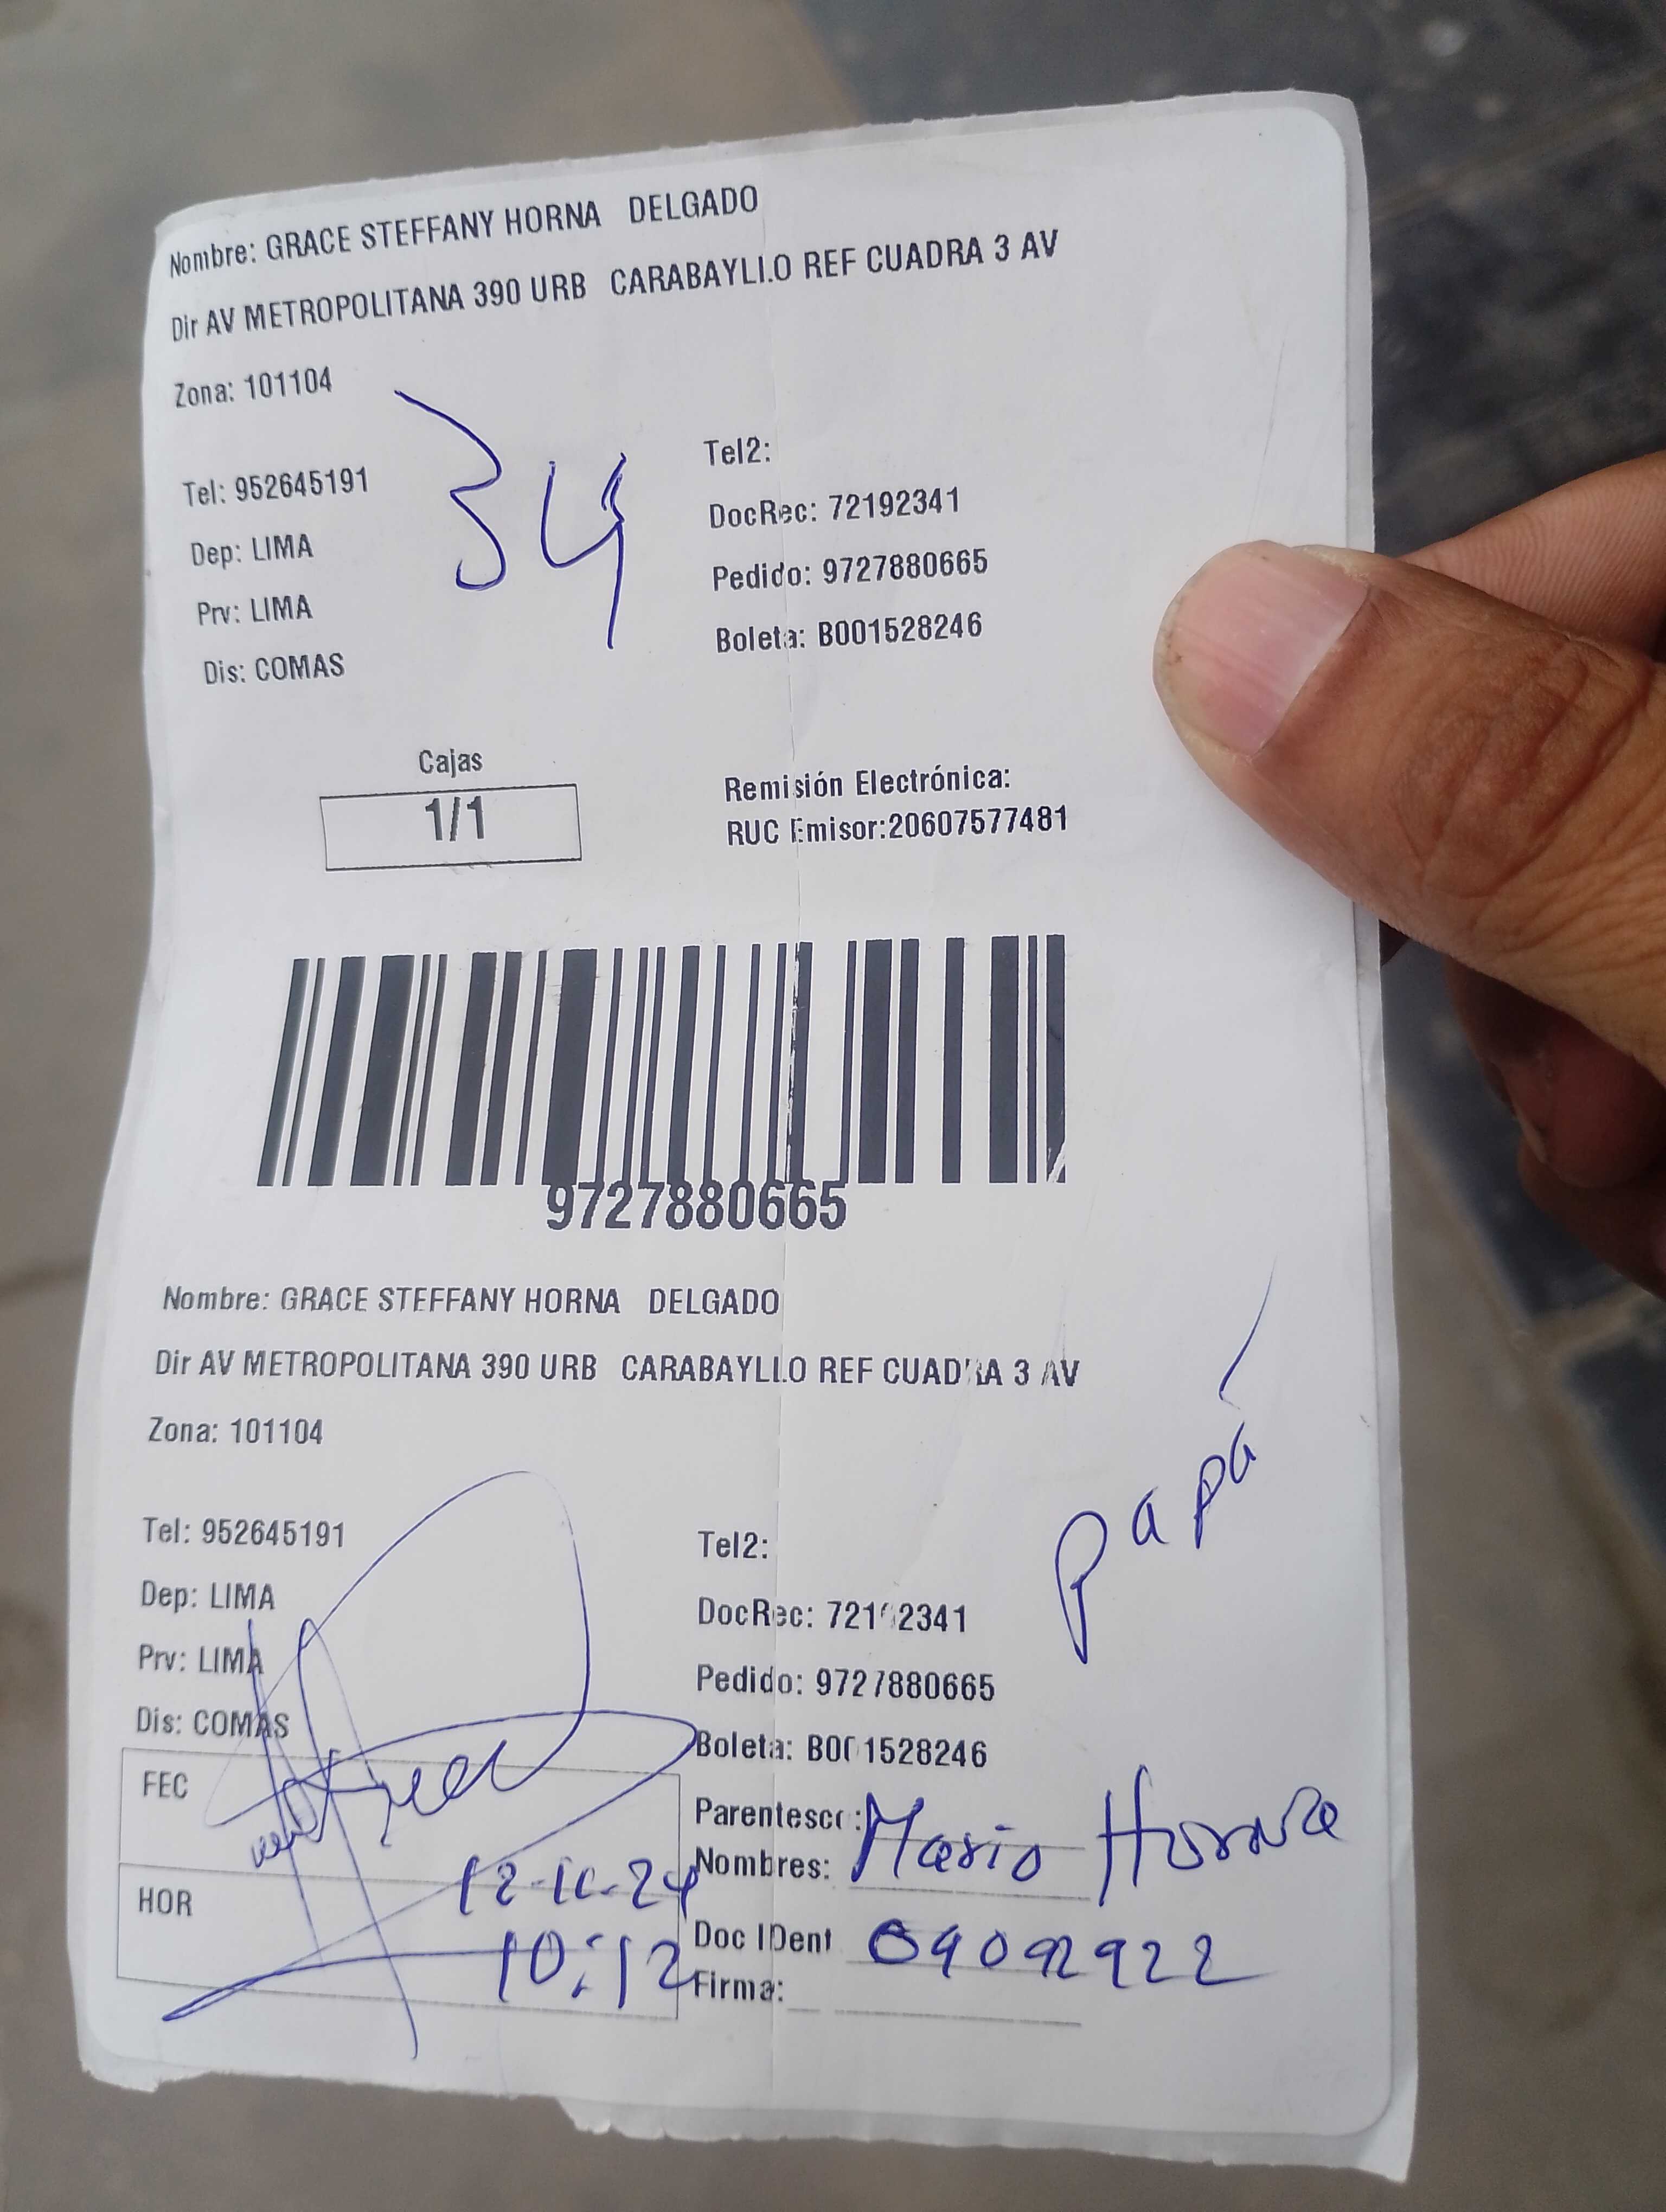 Nombre: GRACE STEFFANY HORNA DELGADO
Dir AV METROPOLITANA 390 URB CARABAYLLO REF CUADRA 3 AV
Zona: 101104
34
Tel: 952645191
Tel2:
Dep: LIMA
DocRec: 72192341
Prv: LIMA
Pedido: 9727880665
Dis: COMAS
Boleta: B001528246
Cajas
1/1
Remisión Electrónica:
RUC Emisor:20607577481
9727880665
Nombre: GRACE STEFFANY HORNA DELGADO
Dir AV METROPOLITANA 390 URB CARABAYLLO REF CUADRA 3 AV
Zona: 101104
papá
Tel: 952645191
Tel2:
Dep: LIMA
DocRec: 72192341
Prv: LIMA
Pedido: 9727880665
Dis: COMAS
Boleta: B001528246
FEC
12-10-24
HOR
10:12
Parentesco:
Nombres: Mario Horna
Doc IDent 09092922
Firma: